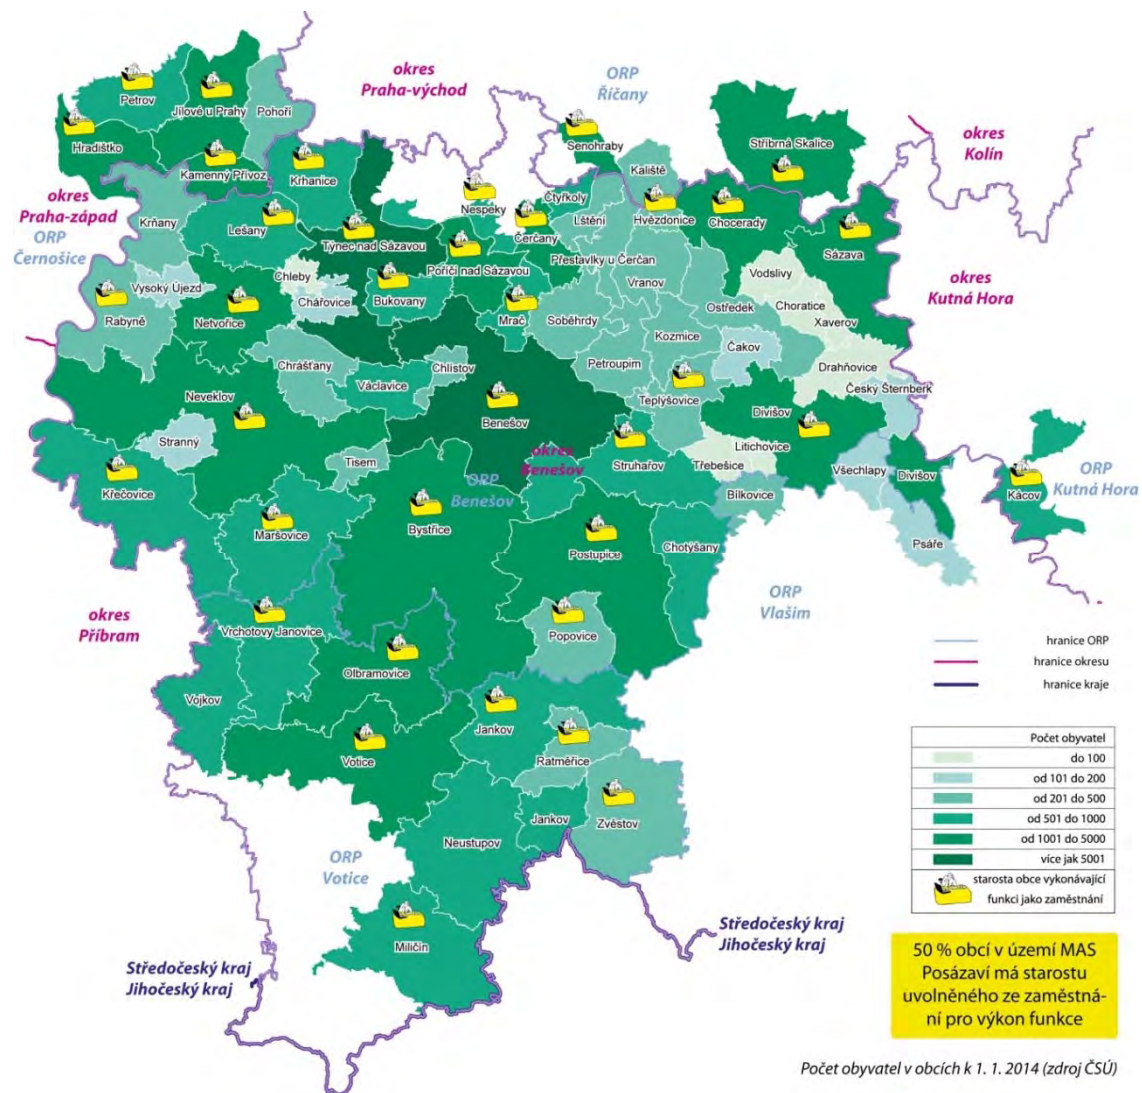 okres
Praha-východ
ORP
Říčany
okres
Kolín
Petrov
Jílové u Prahy
Pohoří
Hradištko
Kamenný Přívoz
Senohraby
Stříbrná Skalice
Kaliště
Krhanice
okres
Praha-západ
ORP
Černošice
Krňany
Lešany
Nespeky
Čtyřkoly
Lštění
Hvězdonice
Chocerady
Týnec nad Sázavou
Čerčany
Sázava
Přestavlky u Čerčan
okres
Kutná Hora
Vysoký Újezd
Chleby
Poříčí nad Sázavou
Vodslivy
Rabyně
Netvořice
Chářovice
Bukovany
Mrač
Vranov
Ostředek
Choratice
Soběhrdy
Kozmice
Xaverov
Chrášťany
Václavice
Chlístov
Petroupim
Čakov
Drahňovice
Český Šternberk
Neveklov
Benešov
Teplýšovice
Divišov
Stranný
Tisem
okres
Benešov
ORP
Benešov
Struhařov
Litichovice
Třebešice
Všechlapy
Divišov
Kácov
ORP
Kutná Hora
Křečovice
Bystřice
Bílkovice
Maršovice
Postupice
Chotýšany
Psáře
okres
Příbram
Vrchotovy Janovice
ORP
Vlašim
Popovice
Olbramovice
Vojkov
Jankov
Votice
Ratměřice
Zvěstov
Jankov
Neustupov
ORP
Votice
Miličín
Středočeský kraj
Jihočeský kraj
Středočeský kraj
Jihočeský kraj
hranice ORP
hranice okresu
hranice kraje
Počet obyvatel
do 100
od 101 do 200
od 201 do 500
od 501 do 1000
od 1001 do 5000
více jak 5001
starosta obce vykonávající
funkci jako zaměstnání
50 % obcí v území MAS
Posázaví má starostu
uvolněného ze zaměstná-
ní pro výkon funkce
Počet obyvatel v obcích k 1. 1. 2014 (zdroj ČSÚ)